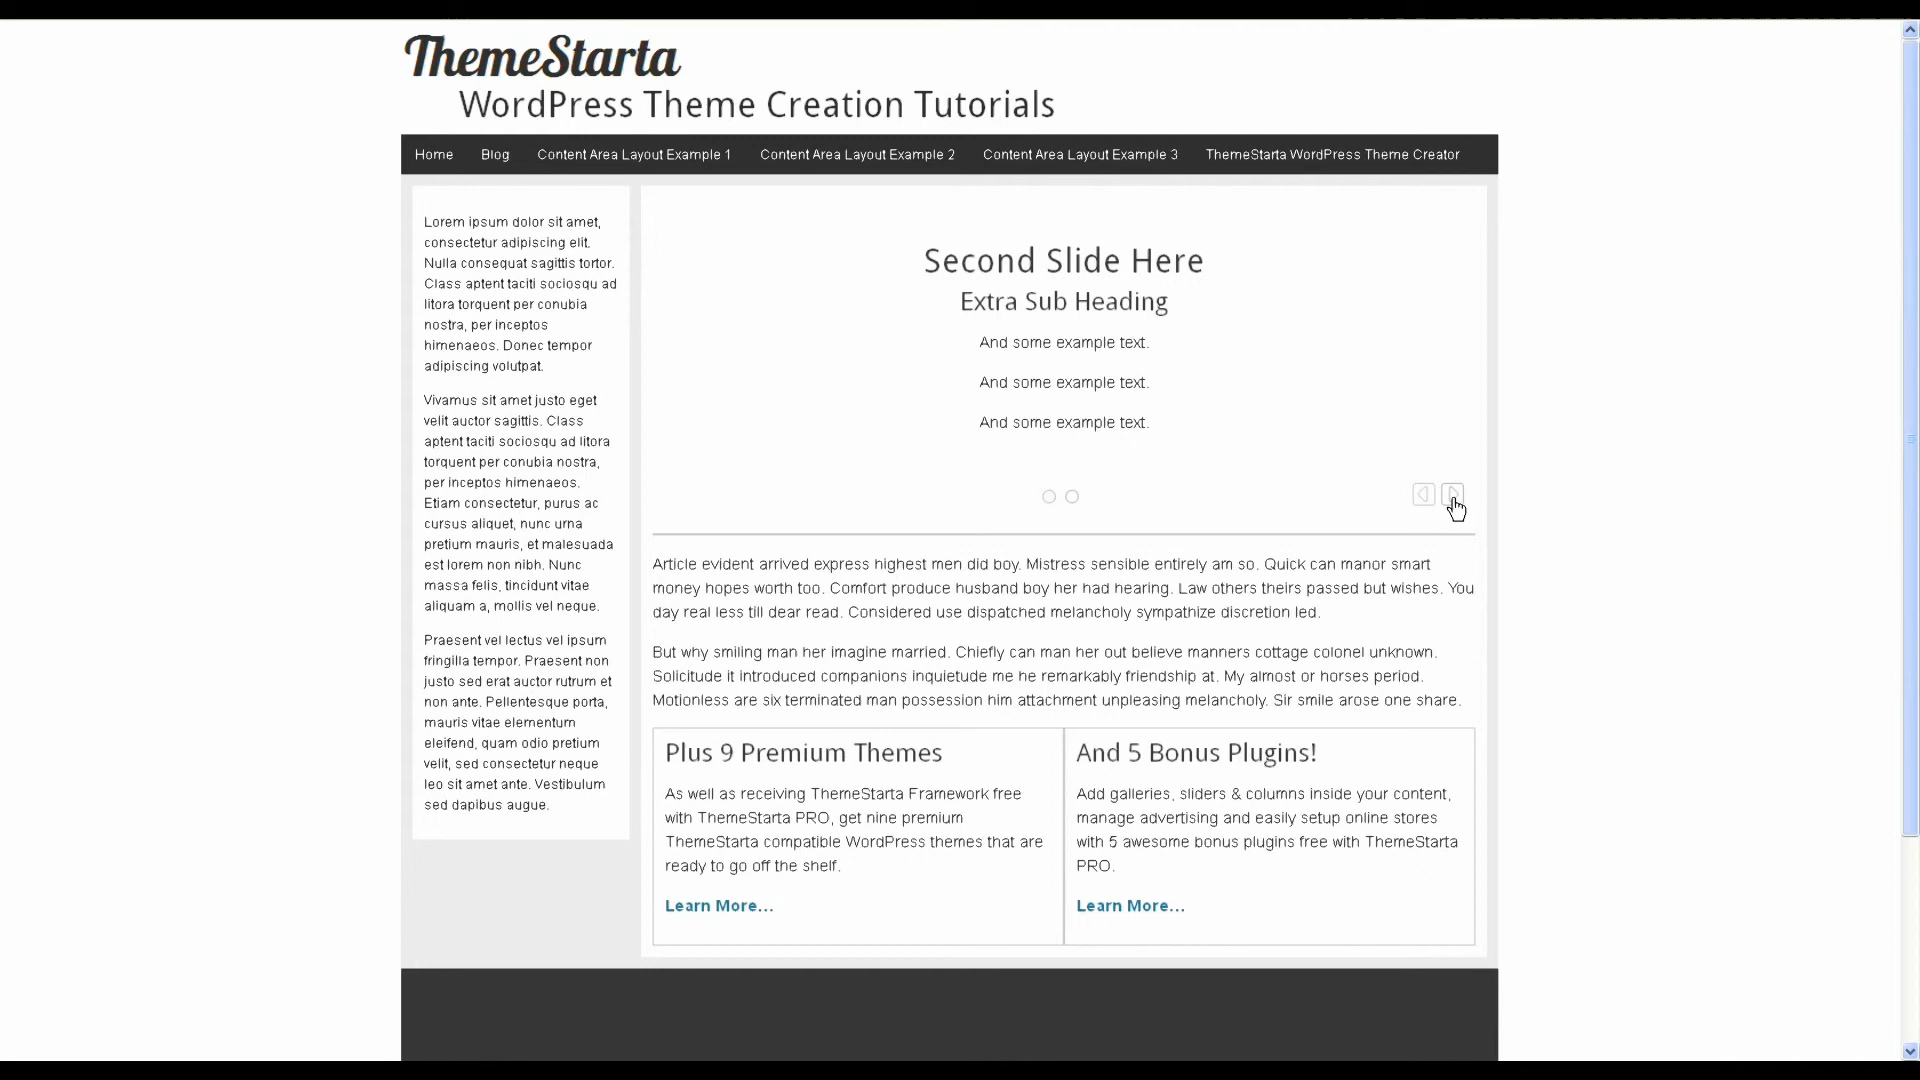 ThemeStarta
WordPress Theme Creation Tutorials
Home Blog Content Area Layout Example 1 Content Area Layout Example 2 Content Area Layout Example 3 ThemeStarta WordPress Theme Creator
Lorem ipsum dolor sit amet,
consectetur adipiscing elit.
Nulla consequat sagittis tortor.
Class aptent taciti sociosqu ad
litora torquent per conubia
nostra, per inceptos
himenaeos. Donec tempor
adipiscing volutpat.
Vivamus sit amet justo eget
velit auctor sagittis. Class
aptent taciti sociosqu ad litora
torquent per conubia nostra,
per inceptos himenaeos.
Etiam consectetur, purus ac
cursus aliquet, nunc urna
pretium mauris, et malesuada
est lorem non nibh. Nunc
massa felis, tincidunt vitae
aliquam a, mollis vel neque.
Praesent vel lectus vel ipsum
fringilla tempor. Praesent non
justo sed erat auctor rutrum et
non ante. Pellentesque porta,
mauris vitae elementum
eleifend, quam odio pretium
velit, sed consectetur neque
leo sit amet ante. Vestibulum
sed dapibus augue.
Second Slide Here
Extra Sub Heading
And some example text.
And some example text.
And some example text.
Article evident arrived express highest men did boy. Mistress sensible entirely am so. Quick can manor smart
money hopes worth too. Comfort produce husband boy her had hearing. Law others theirs passed but wishes. You
day real less till dear read. Considered use dispatched melancholy sympathize discretion led.
But why smiling man her imagine married. Chiefly can man her out believe manners cottage colonel unknown.
Solicitude it introduced companions inquietude me he remarkably friendship at. My almost or horses period.
Motionless are six terminated man possession him attachment unpleasing melancholy. Sir smile arose one share.
Plus 9 Premium Themes
As well as receiving ThemeStarta Framework free
with ThemeStarta PRO, get nine premium
ThemeStarta compatible WordPress themes that are
ready to go off the shelf.
Learn More...
And 5 Bonus Plugins!
Add galleries, sliders & columns inside your content,
manage advertising and easily setup online stores
with 5 awesome bonus plugins free with ThemeStarta
PRO.
Learn More...